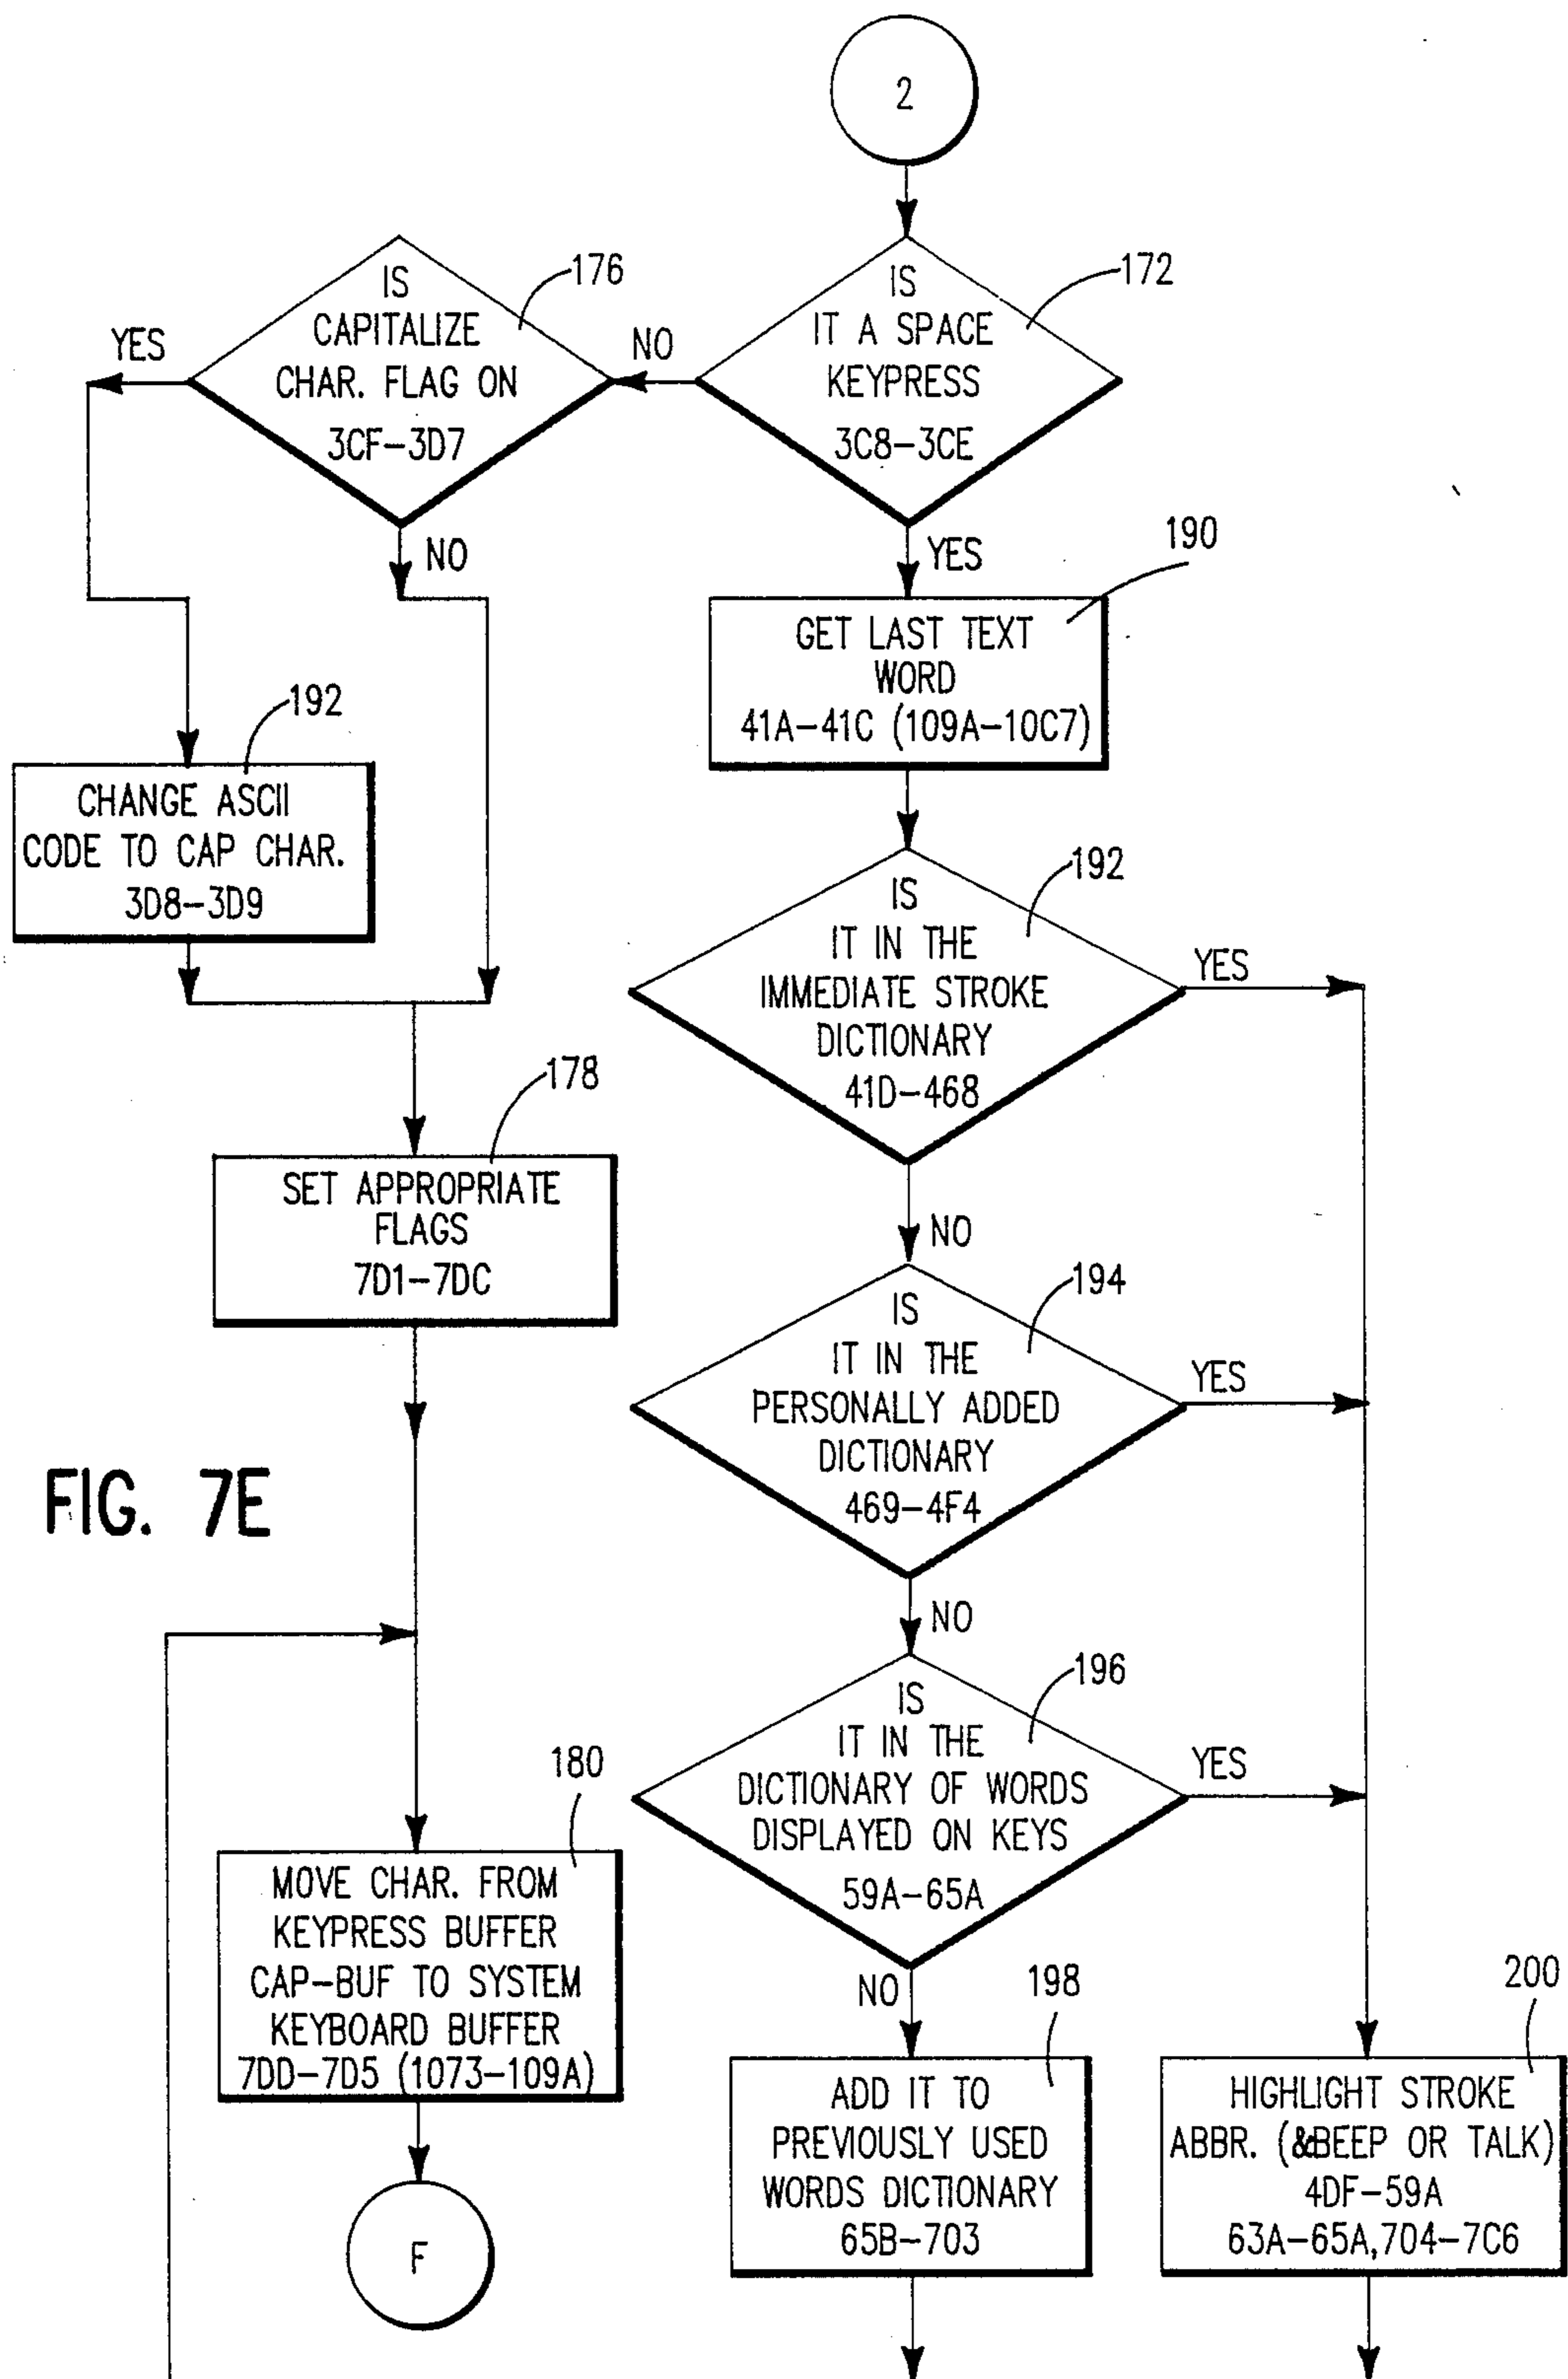 2
IS
IT A SPACE
KEYPRESS
3C8-3CE
172
IS
CAPITALIZE
CHAR. FLAG ON
3CF-3D7
176
YES
NO
NO
YES
190
GET LAST TEXT
WORD
41A-41C (109A-10C7)
192
CHANGE ASCII
CODE TO CAP CHAR.
3D8-3D9
192
IS
IT IN THE
IMMEDIATE STROKE
DICTIONARY
41D-468
YES
NO
178
SET APPROPRIATE
FLAGS
7D1-7DC
194
IS
IT IN THE
PERSONALLY ADDED
DICTIONARY
469-4F4
YES
NO
FIG. 7E
196
IS
IT IN THE
DICTIONARY OF WORDS
DISPLAYED ON KEYS
59A-65A
YES
NO
180
MOVE CHAR. FROM
KEYPRESS BUFFER
CAP-BUF TO SYSTEM
KEYBOARD BUFFER
7DD-7D5 (1073-109A)
F
198
ADD IT TO
PREVIOUSLY USED
WORDS DICTIONARY
65B-703
200
HIGHLIGHT STROKE
ABBR. (&BEEP OR TALK)
4DF-59A
63A-65A,704-7C6